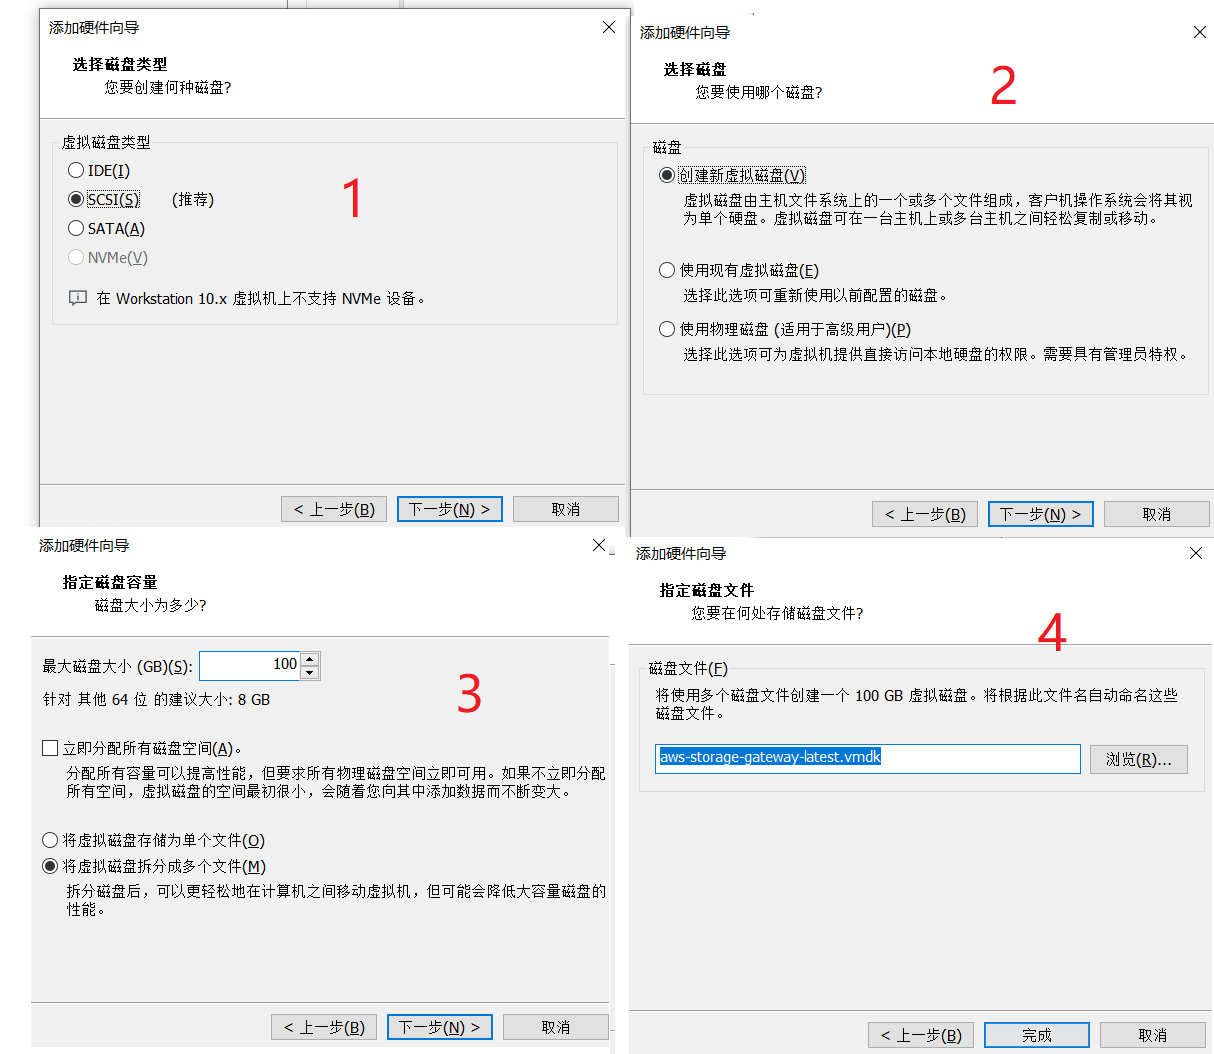 添加硬件向导
选择磁盘类型
您要创建何种磁盘?
虚拟磁盘类型
IDE(I)
SCSI(S) (推荐)
SATA(A)
NVMe(V)
在 Workstation 10.x 虚拟机上不支持 NVMe 设备。
1
< 上一步(B) 下一步(N) > 取消
添加硬件向导
选择磁盘
您要使用哪个磁盘?
2
磁盘
创建新虚拟磁盘(V)
虚拟磁盘由主机文件系统上的一个或多个文件组成，客户机操作系统会将其视
为单个硬盘。虚拟磁盘可在一台主机上或多台主机之间轻松复制或移动。
使用现有虚拟磁盘(E)
选择此选项可重新使用以前配置的磁盘。
使用物理磁盘 (适用于高级用户)(P)
选择此选项可为虚拟机提供直接访问本地硬盘的权限。需要具有管理员特权。
< 上一步(B) 下一步(N) > 取消
添加硬件向导
指定磁盘容量
磁盘大小为多少?
最大磁盘大小 (GB)(S): 100
3
针对 其他 64 位 的建议大小: 8 GB
立即分配所有磁盘空间(A)。
分配所有容量可以提高性能，但要求所有物理磁盘空间立即可用。如果不立即分配
所有空间，虚拟磁盘的空间最初很小，会随着您向其中添加数据而不断变大。
将虚拟磁盘存储为单个文件(O)
将虚拟磁盘拆分成多个文件(M)
拆分磁盘后，可以更轻松地在计算机之间移动虚拟机，但可能会降低大容量磁盘的
性能。
< 上一步(B) 下一步(N) > 取消
添加硬件向导
指定磁盘文件
您要在何处存储磁盘文件?
4
磁盘文件(F)
将使用多个磁盘文件创建一个 100 GB 虚拟磁盘。将根据此文件名自动命名这些
磁盘文件。
aws-storage-gateway-latest.vmdk 浏览(R)...
< 上一步(B) 完成 取消